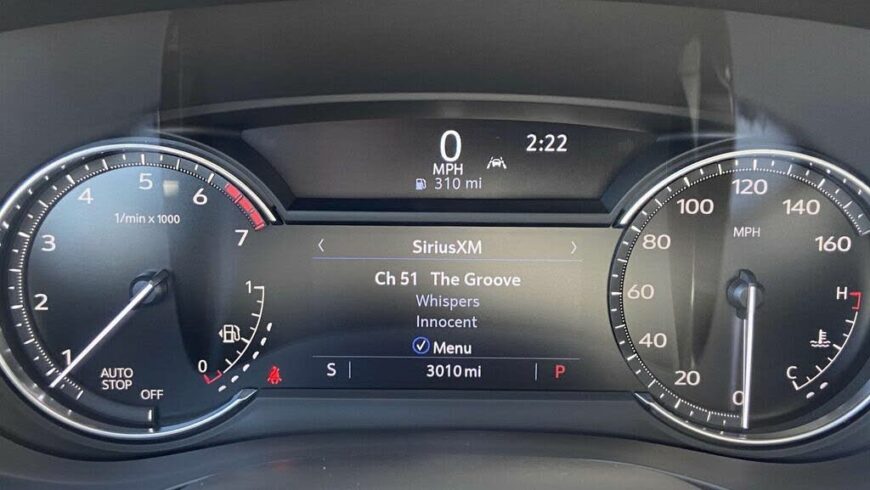 0
MPH
310 mi
2:22
1
2
3
4
5
6
7
1/min x 1000
AUTO
STOP
OFF
1
0
< SiriusXM >
Ch 51 The Groove
Whispers
Innocent
Menu
S
3010 mi
P
0
20
40
60
80
100
120
140
160
MPH
H
C